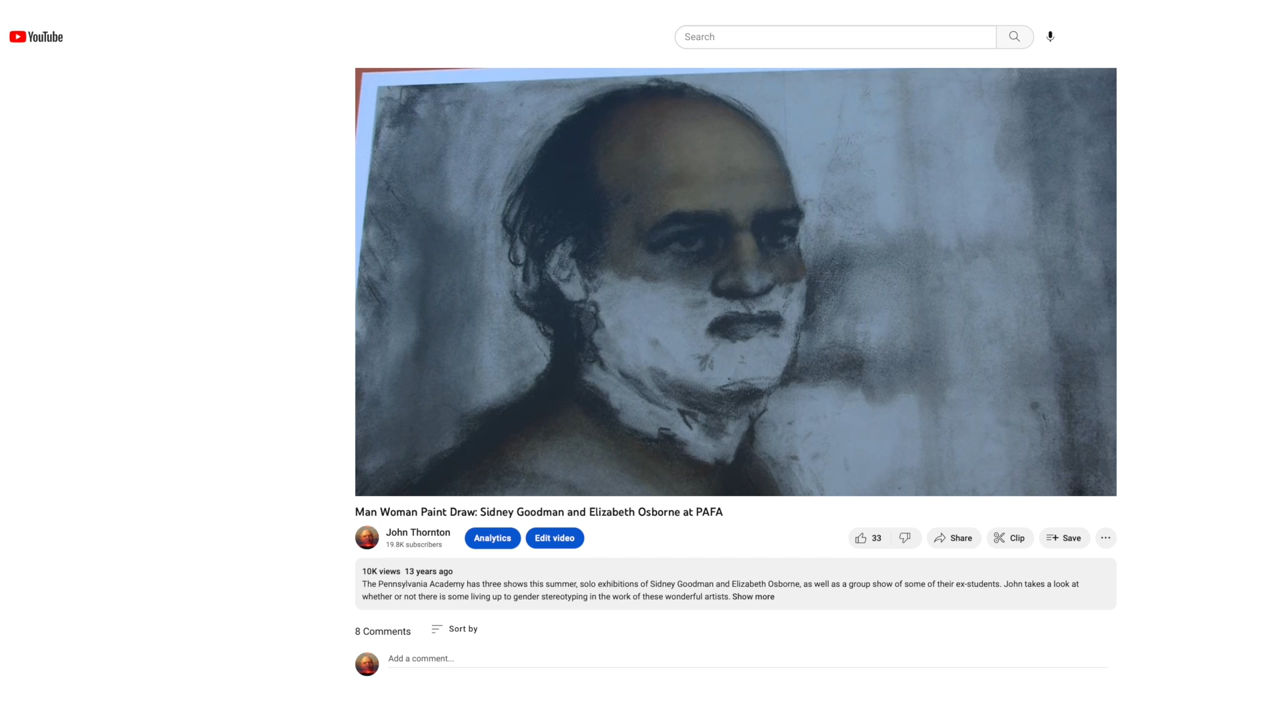 YouTube
Search
Man Woman Paint Draw: Sidney Goodman and Elizabeth Osborne at PAFA
John Thornton
19.8K subscribers
Analytics
Edit video
33
Share
Clip
Save
10K views 13 years ago
The Pennsylvania Academy has three shows this summer, solo exhibitions of Sidney Goodman and Elizabeth Osborne, as well as a group show of some of their ex-students. John takes a look at
whether or not there is some living up to gender stereotyping in the work of these wonderful artists. Show more
8 Comments
Sort by
Add a comment...